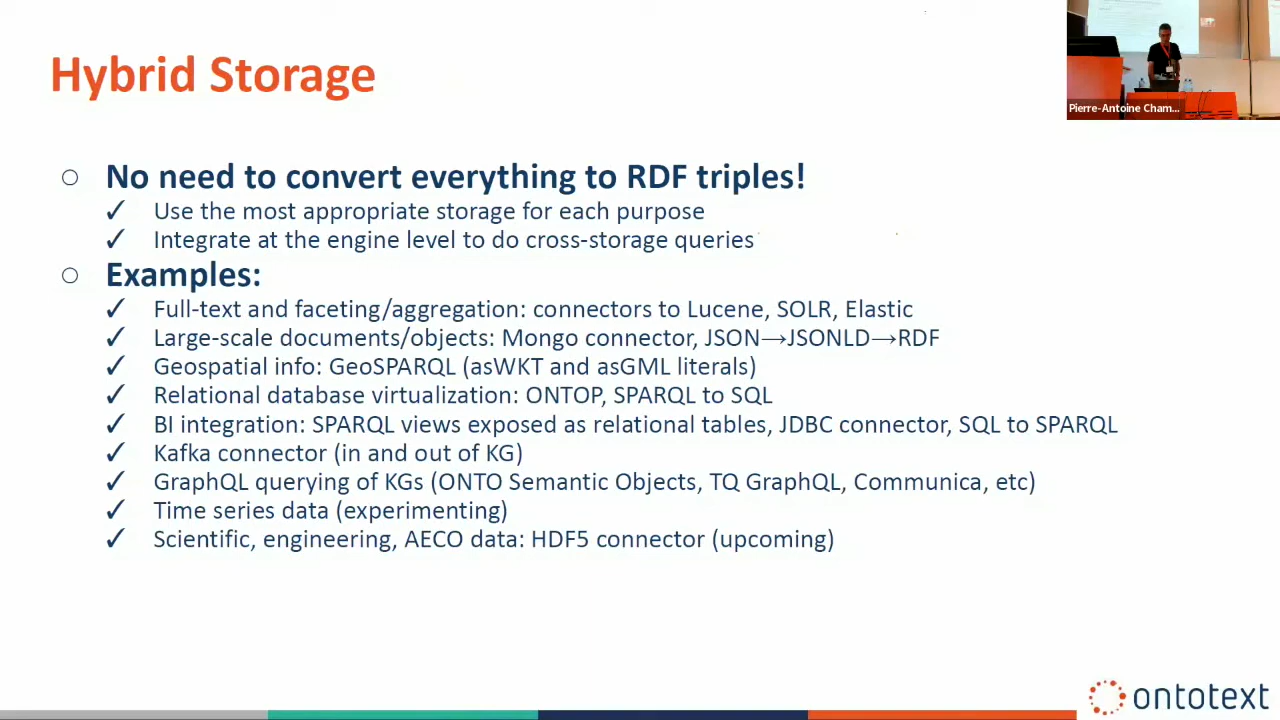 Hybrid Storage
Pierre-Antoine Cham...
○ No need to convert everything to RDF triples!
✓ Use the most appropriate storage for each purpose
✓ Integrate at the engine level to do cross-storage queries
○ Examples:
✓ Full-text and faceting/aggregation: connectors to Lucene, SOLR, Elastic
✓ Large-scale documents/objects: Mongo connector, JSON→JSONLD→RDF
✓ Geospatial info: GeoSPARQL (asWKT and asGML literals)
✓ Relational database virtualization: ONTOP, SPARQL to SQL
✓ BI integration: SPARQL views exposed as relational tables, JDBC connector, SQL to SPARQL
✓ Kafka connector (in and out of KG)
✓ GraphQL querying of KGs (ONTO Semantic Objects, TQ GraphQL, Communica, etc)
✓ Time series data (experimenting)
✓ Scientific, engineering, AECO data: HDF5 connector (upcoming)
ontotext